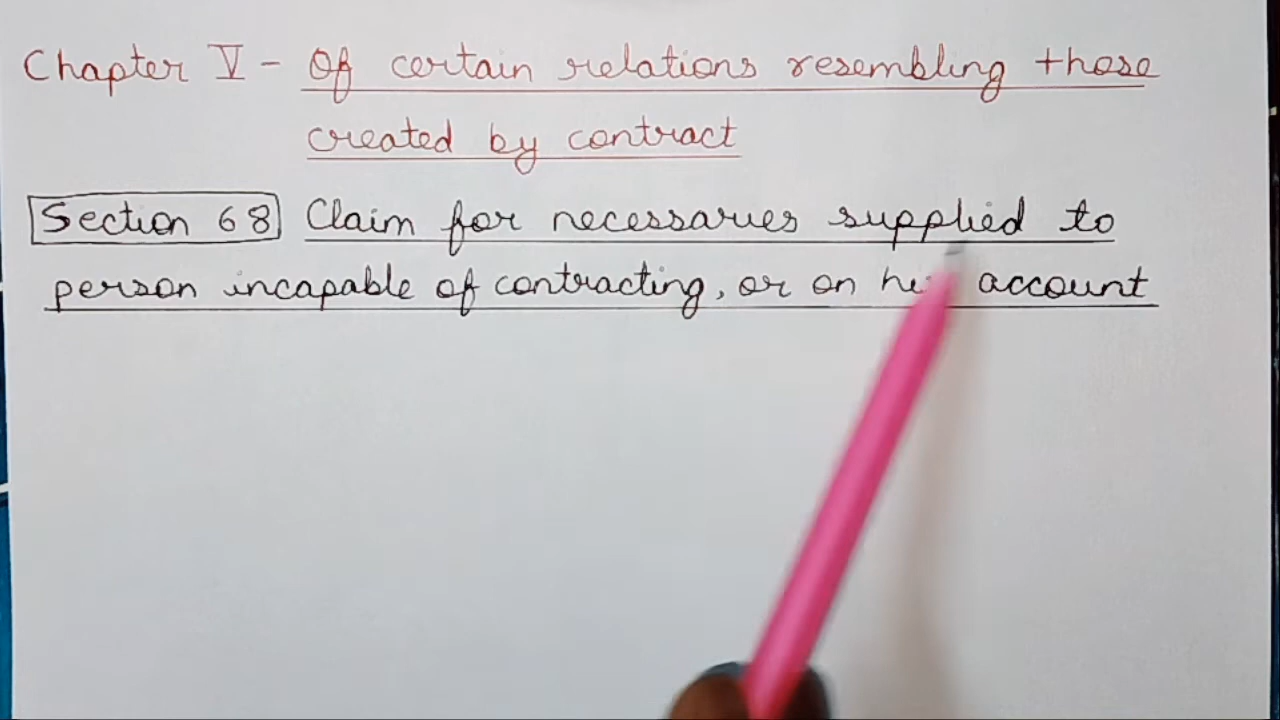 Chapter V - Of certain relations resembling those
created by contract
Section 68 Claim for necessaries supplied to
person incapable of contracting, or on his account